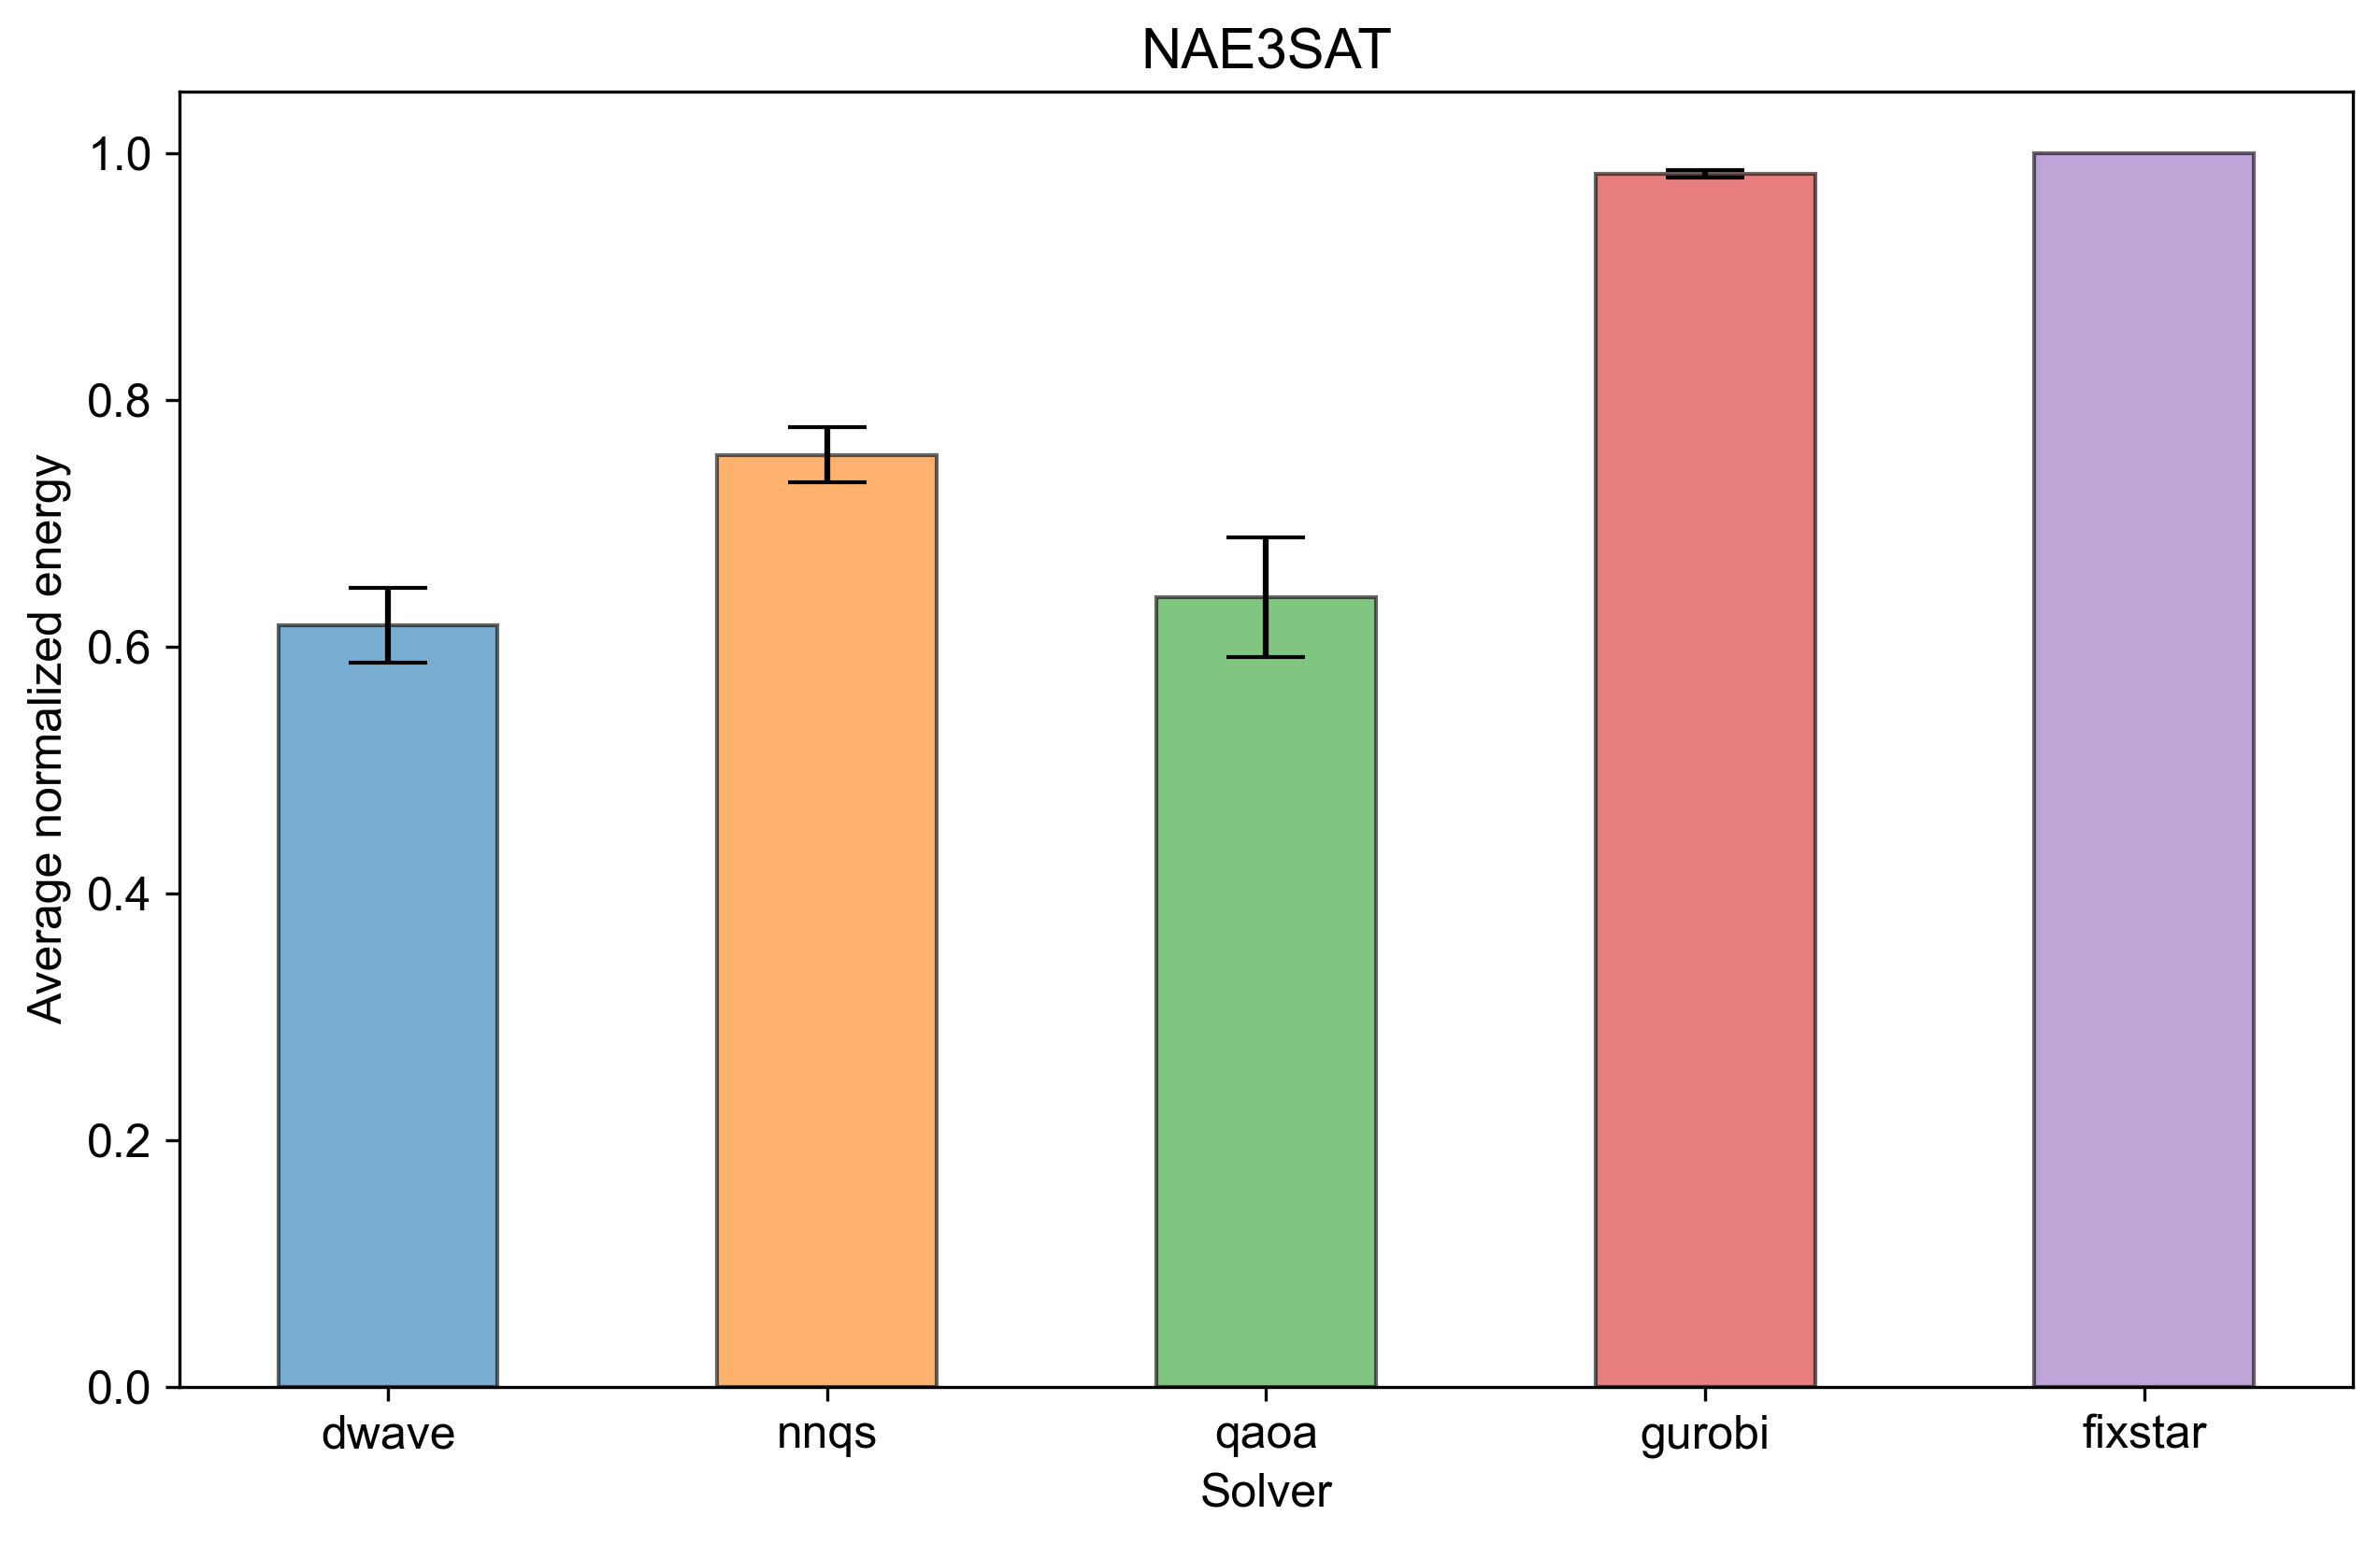 NAE3SAT
Average normalized energy
1.0
0.8
0.6
0.4
0.2
0.0
dwave
nnqs
qaoa
gurobi
fixstar
Solver